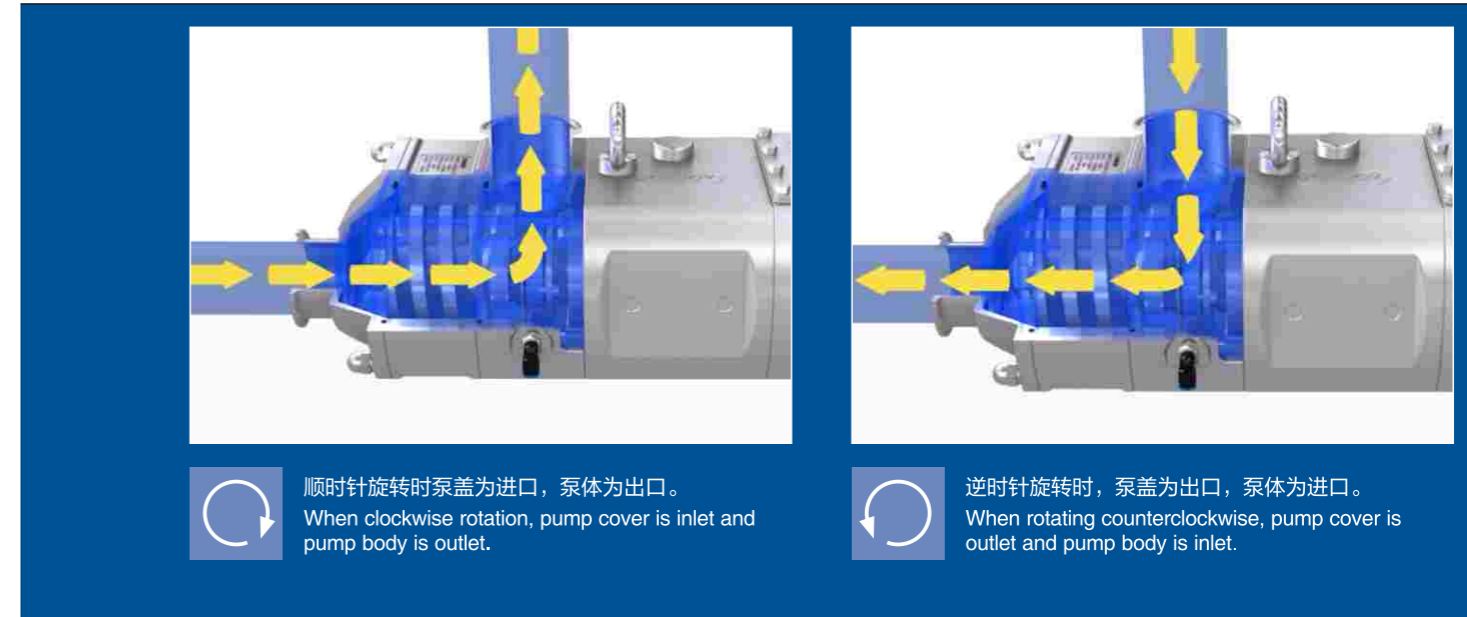 顺时针旋转时泵盖为进口，泵体为出口。
When clockwise rotation, pump cover is inlet and
pump body is outlet.
逆时针旋转时，泵盖为出口，泵体为进口。
When rotating counterclockwise, pump cover is
outlet and pump body is inlet.